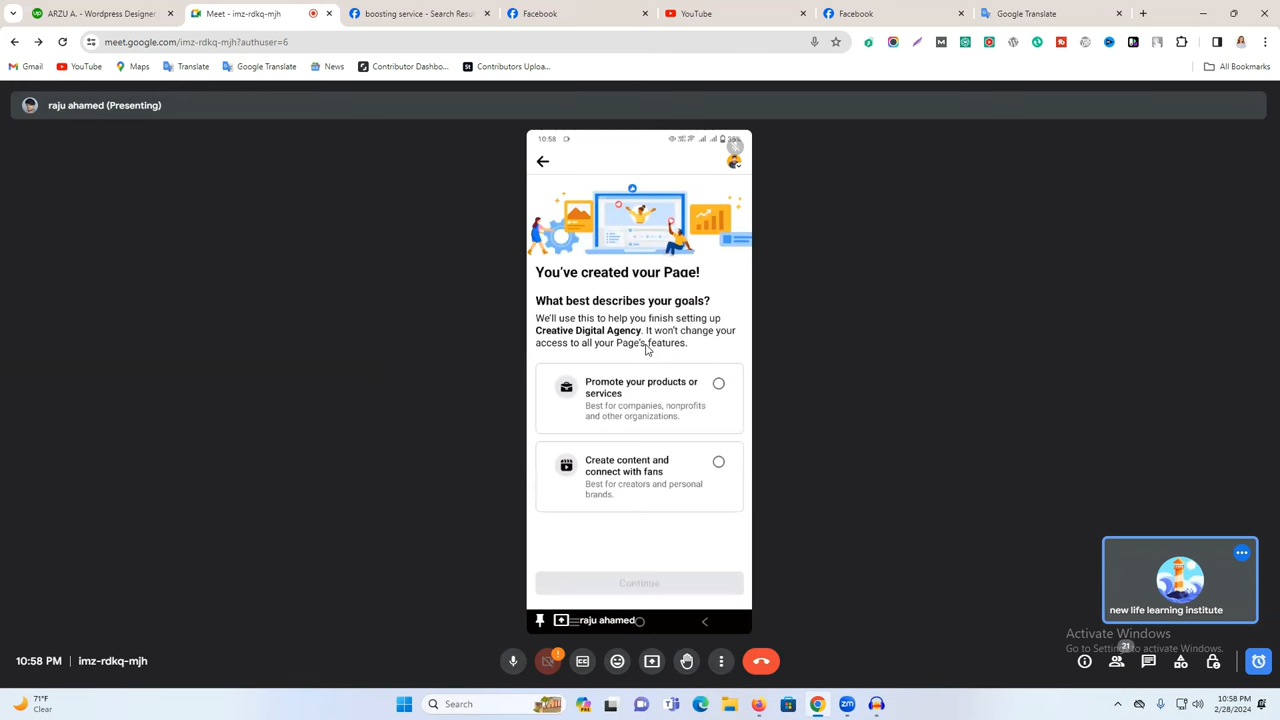 ARZU A. - Wordpress Designer
Meet - imz-rdkq-mjh
boosting service - Search Resul
Facebook
YouTube
Facebook
Google Translate
meet.google.com/imz-rdkq-mjh?authuser=6
Gmail
YouTube
Maps
Translate
Google Translate
News
Contributor Dashbo...
Contributors Uploa...
All Bookmarks
raju ahamed (Presenting)
10:58
35%
You've created your Page!
What best describes your goals?
We'll use this to help you finish setting up
Creative Digital Agency. It won't change your
access to all your Page's features.
Promote your products or
services
Best for companies, nonprofits
and other organizations.
Create content and
connect with fans
Best for creators and personal
brands.
Continue
raju ahamed
new life learning institute
Activate Windows
Go to Settings to activate Windows.
10:58 PM | imz-rdkq-mjh
21
71°F
Clear
Search
10:58 PM
2/28/2024